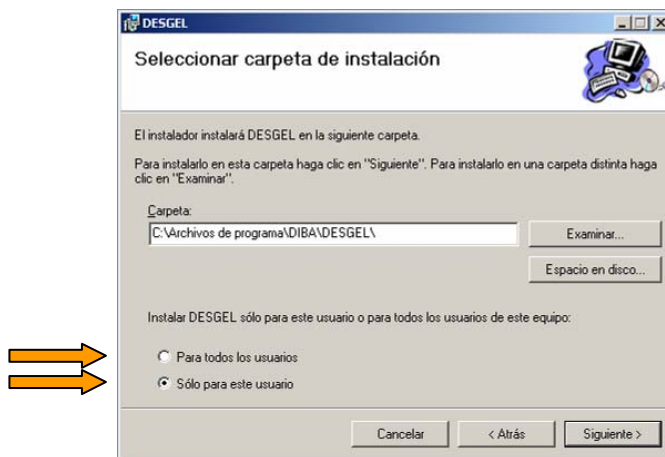 DESGEL
Seleccionar carpeta de instalación
El instalador instalará DESGEL en la siguiente carpeta.
Para instalarlo en esta carpeta haga clic en "Siguiente". Para instalarlo en una carpeta distinta haga
clic en "Examinar".
Carpeta:
C:\Archivos de programa\DIBA\DESGEL\
Examinar...
Espacio en disco...
Instalar DESGEL sólo para este usuario o para todos los usuarios de este equipo:
Para todos los usuarios
Sólo para este usuario
Cancelar
< Atrás
Siguiente >